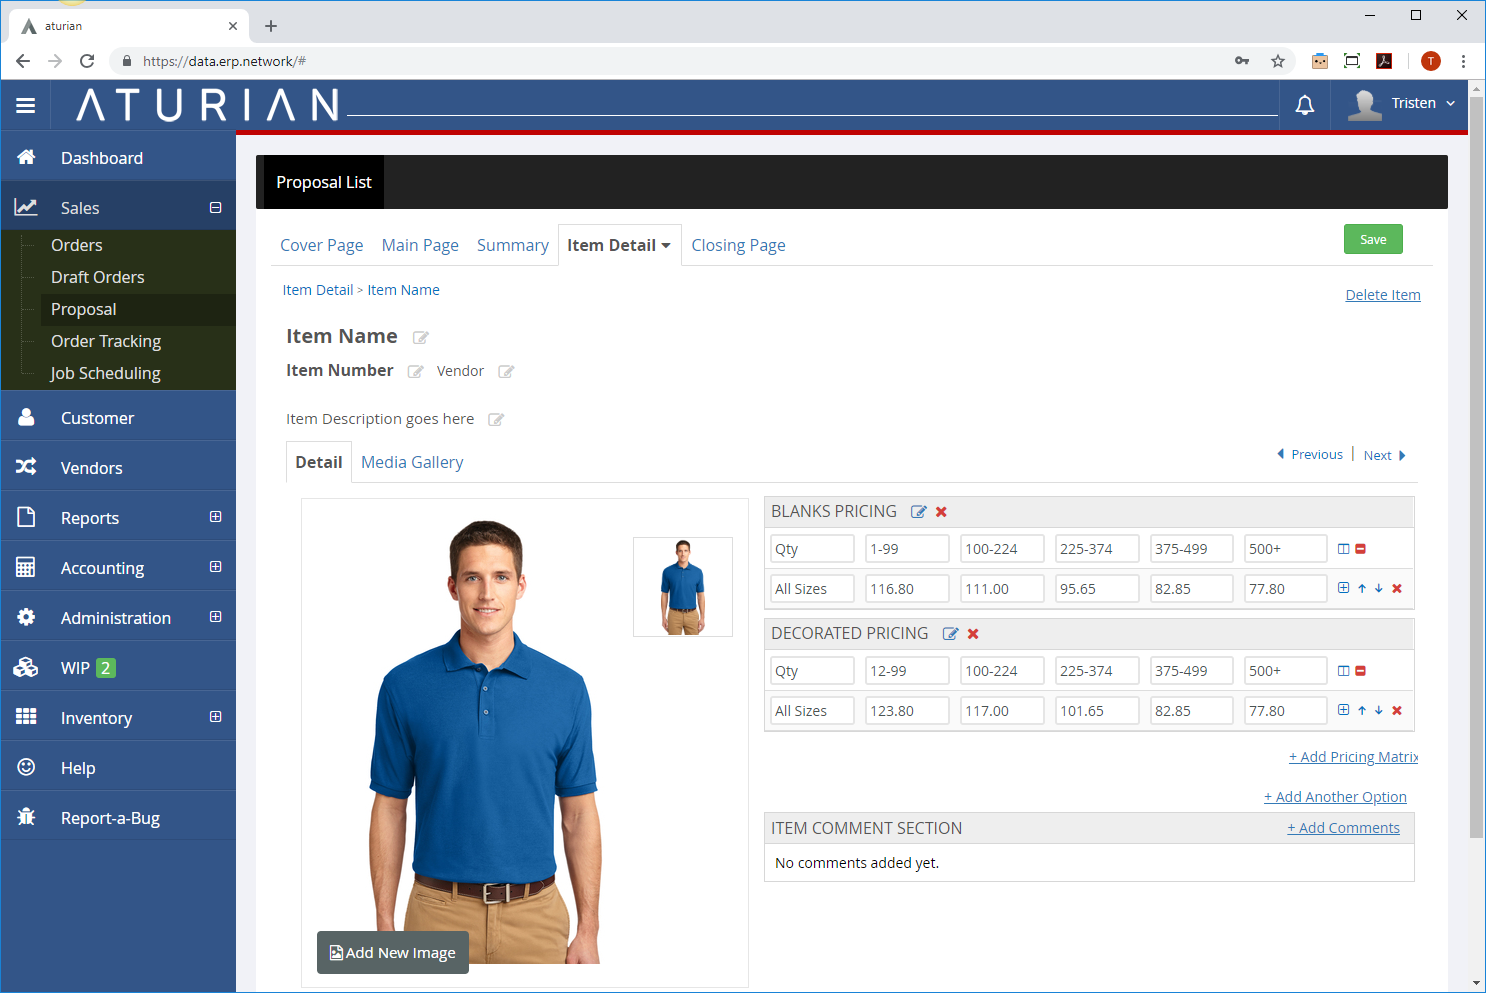 aturian
https://data.erp.network/#
T
ATURIAN
Tristen
Dashboard
Sales
Orders
Draft Orders
Proposal
Order Tracking
Job Scheduling
Customer
Vendors
Reports
Accounting
Administration
WIP 2
Inventory
Help
Report-a-Bug
Proposal List
Cover Page Main Page Summary Item Detail Closing Page
Save
Item Detail > Item Name
Delete Item
Item Name
Item Number Vendor
Item Description goes here
Detail Media Gallery
Previous | Next
Add New Image
BLANKS PRICING
Qty 1-99 100-224 225-374 375-499 500+
All Sizes 116.80 111.00 95.65 82.85 77.80
DECORATED PRICING
Qty 12-99 100-224 225-374 375-499 500+
All Sizes 123.80 117.00 101.65 82.85 77.80
+ Add Pricing Matrix
+ Add Another Option
ITEM COMMENT SECTION + Add Comments
No comments added yet.